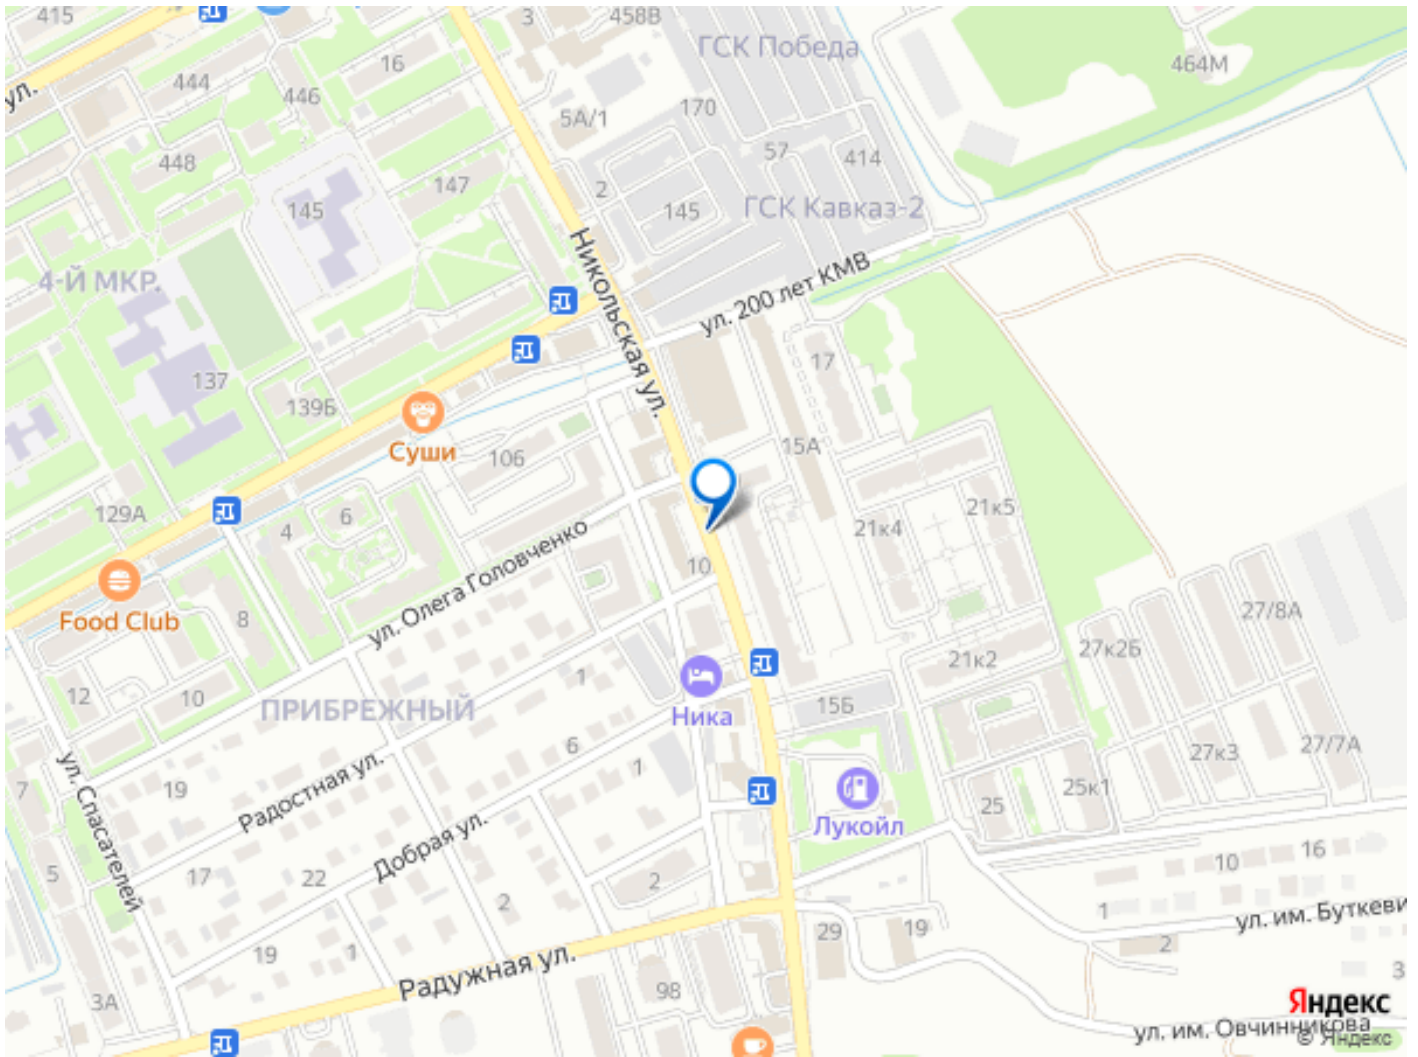 415
3
458В
ГСК Победа
464М
444
16
446
ул.
170
5А/1
448
57
414
147
2
145
145
ГСК Кавказ-2
Никольская ул.
4-Й МКР.
ул. 200 лет КМВ
17
137
139Б
Суши
106
15А
129А
4
6
21к4
21к5
ул. Олега Головченко
10
Food Club
8
27/8А
27к2Б
21к2
12
10
ПРИБРЕЖНЫЙ
1
Ника
15Б
6
1
27к3
27/7А
7
ул. Спасателей
19
Радостная ул.
25
25к1
Лукойл
Добрая ул.
5
17
22
2
2
10
16
1
ул. им. Буткеви
19
1
29
19
2
Радужная ул.
3А
98
3
Яндекс
ул. им. Овчинникова
© Яндекс